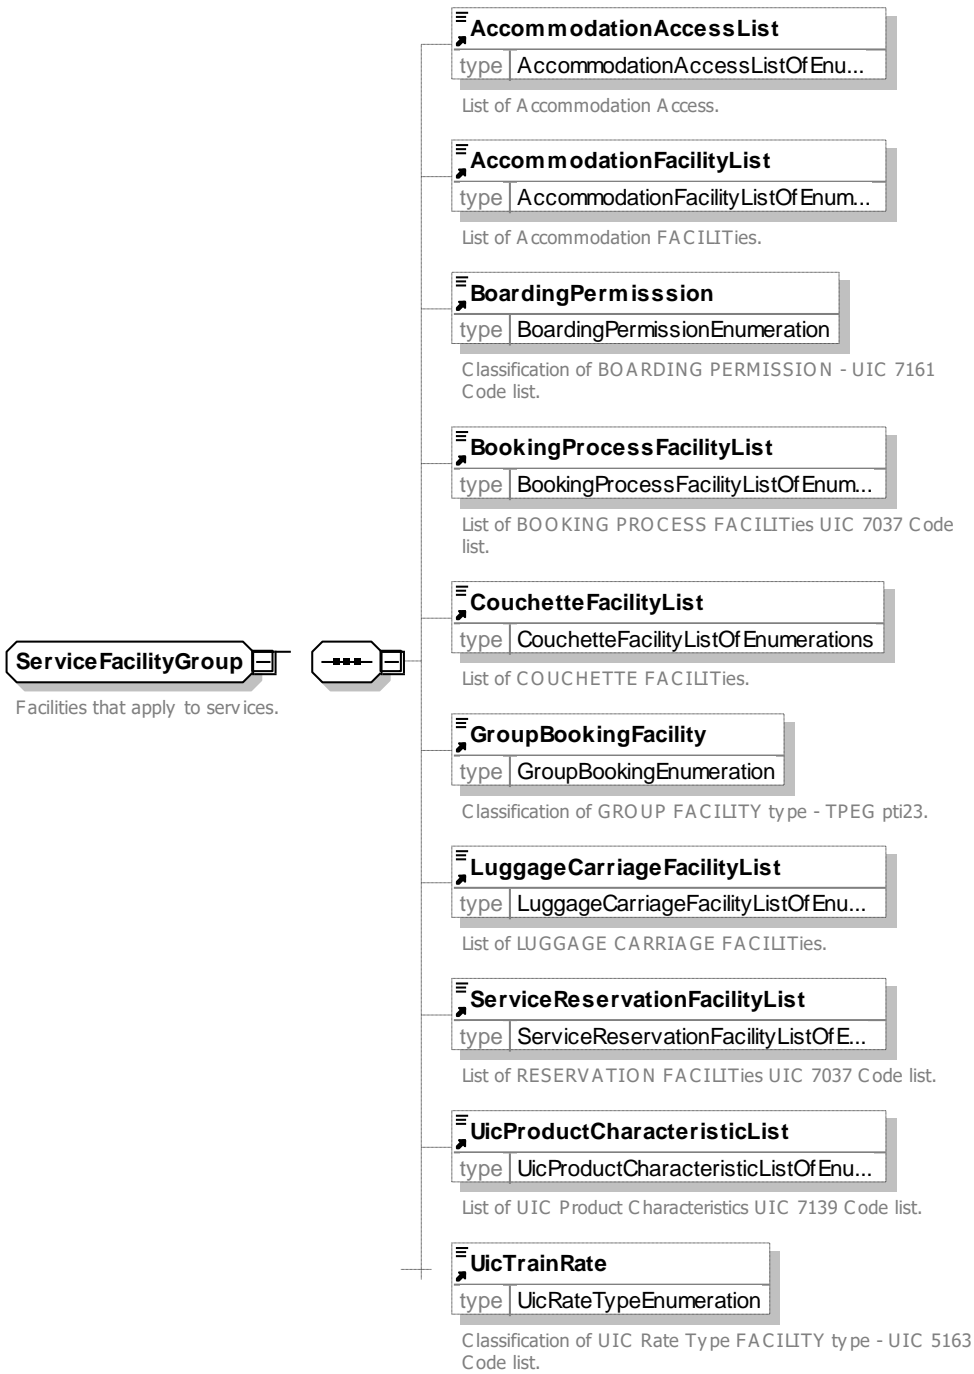 AccommodationAccessList
type AccommodationAccessListOfEnu...
List of Accommodation Access.
AccommodationFacilityList
type AccommodationFacilityListOfEnum...
List of Accommodation FACILITies.
BoardingPermisssion
type BoardingPermissionEnumeration
Classification of BOARDING PERMISSION - UIC 7161
Code list.
BookingProcessFacilityList
type BookingProcessFacilityListOfEnum...
List of BOOKING PROCESS FACILITies UIC 7037 Code
list.
CouchetteFacilityList
type CouchetteFacilityListOfEnumerations
List of COUCHETTE FACILITies.
ServiceFacilityGroup
Facilities that apply to services.
GroupBookingFacility
type GroupBookingEnumeration
Classification of GROUP FACILITY type - TPEG pti23.
LuggageCarriageFacilityList
type LuggageCarriageFacilityListOfEnu...
List of LUGGAGE CARRIAGE FACILITies.
ServiceReservationFacilityList
type ServiceReservationFacilityListOfE...
List of RESERVATION FACILITies UIC 7037 Code list.
UicProductCharacteristicList
type UicProductCharacteristicListOfEnu...
List of UIC Product Characteristics UIC 7139 Code list.
UicTrainRate
type UicRateTypeEnumeration
Classification of UIC Rate Type FACILITY type - UIC 5163
Code list.